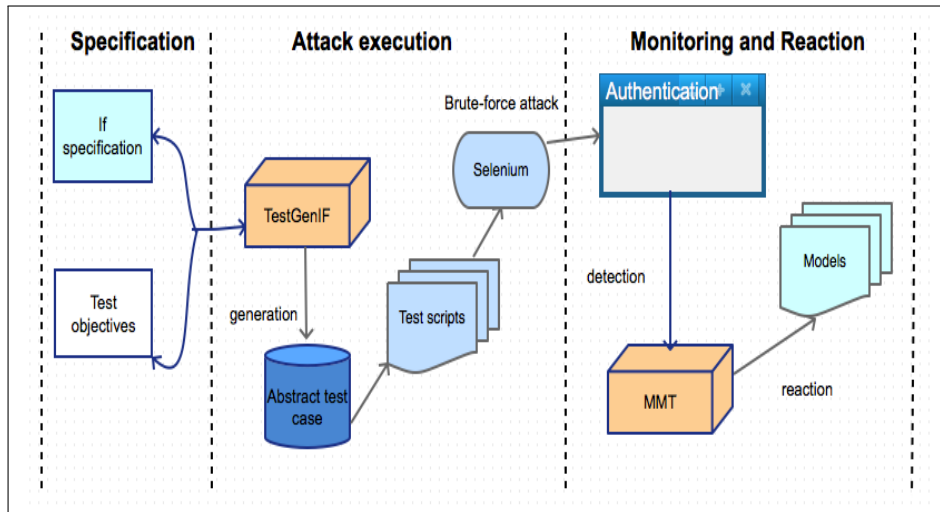 Specification
Attack execution
Monitoring and Reaction
If
specification
Test
objectives
TestGenIF
generation
Abstract test
case
Test scripts
Selenium
Brute-force attack
Authentication
detection
MMT
reaction
Models